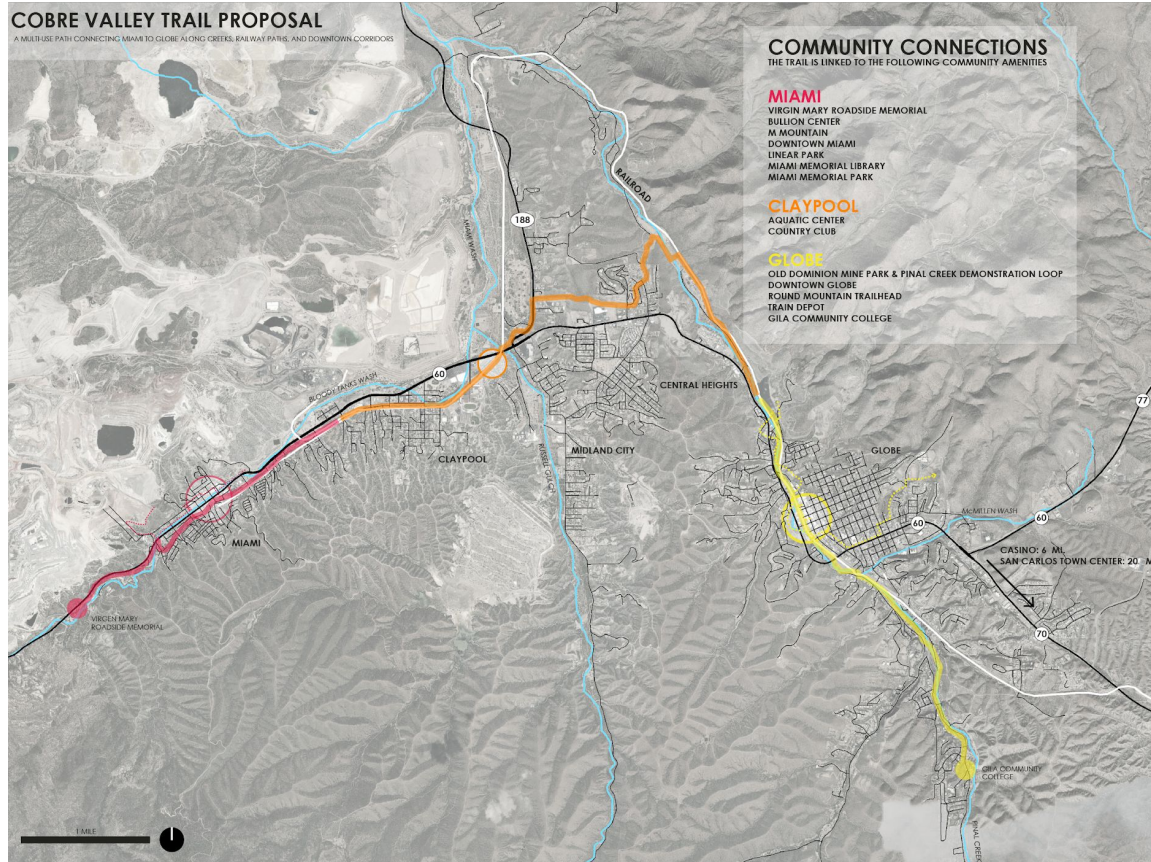 COBRE VALLEY TRAIL PROPOSAL
A MULTI-USE PATH CONNECTING MIAMI TO GLOBE ALONG CREEKS, RAILWAY PATHS, AND DOWNTOWN CORRIDORS
COMMUNITY CONNECTIONS
THE TRAIL IS LINKED TO THE FOLLOWING COMMUNITY AMENITIES
MIAMI
VIRGIN MARY ROADSIDE MEMORIAL
BULLION CENTER
M MOUNTAIN
DOWNTOWN MIAMI
LINEAR PARK
MIAMI MEMORIAL LIBRARY
MIAMI MEMORIAL PARK
CLAYPOOL
AQUATIC CENTER
COUNTRY CLUB
GLOBE
OLD DOMINION MINE PARK & PINAL CREEK DEMONSTRATION LOOP
DOWNTOWN GLOBE
ROUND MOUNTAIN TRAILHEAD
TRAIN DEPOT
GILA COMMUNITY COLLEGE
RAILROAD
188
MIAMI WASH
60
BLOODY TANKS WASH
CENTRAL HEIGHTS
77
CLAYPOOL
MIDLAND CITY
GLOBE
RUSSELL
McMILLEN WASH
60
60
MIAMI
CASINO: 6 MI.
SAN CARLOS TOWN CENTER: 20 M
VIRGEN MARY
ROADSIDE MEMORIAL
70
GILA COMMUNITY
COLLEGE
1 MILE
PINAL CREEK